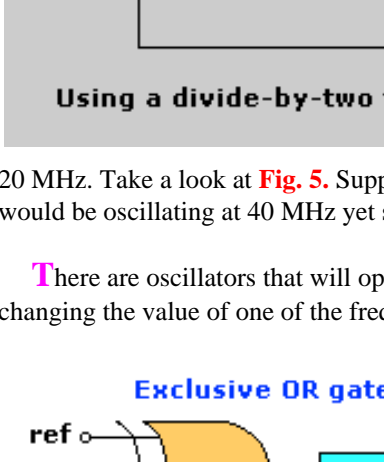 Using a divide-by-two
20 MHz. Take a look at Fig. 5. Supp
would be oscillating at 40 MHz yet s
There are oscillators that will op
changing the value of one of the freq
Exclusive OR gate
ref